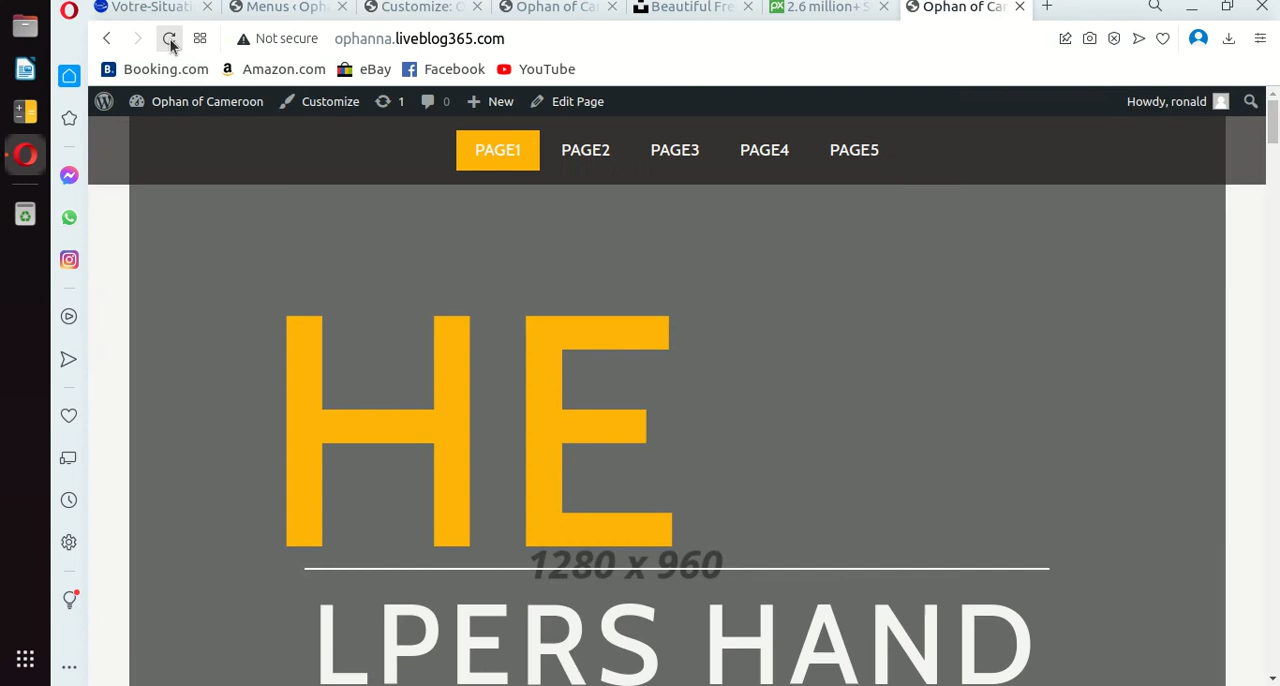 Votre-Situati Menus ‹ Oph Customize: O Ophan of Ca Beautiful Fre 2.6 million+ S Ophan of Car
Not secure ophanna.liveblog365.com
Booking.com Amazon.com eBay Facebook YouTube
Ophan of Cameroon Customize 1 0 New Edit Page Howdy, ronald
PAGE1 PAGE2 PAGE3 PAGE4 PAGE5
HE
1280 x 960
LPERS HAND